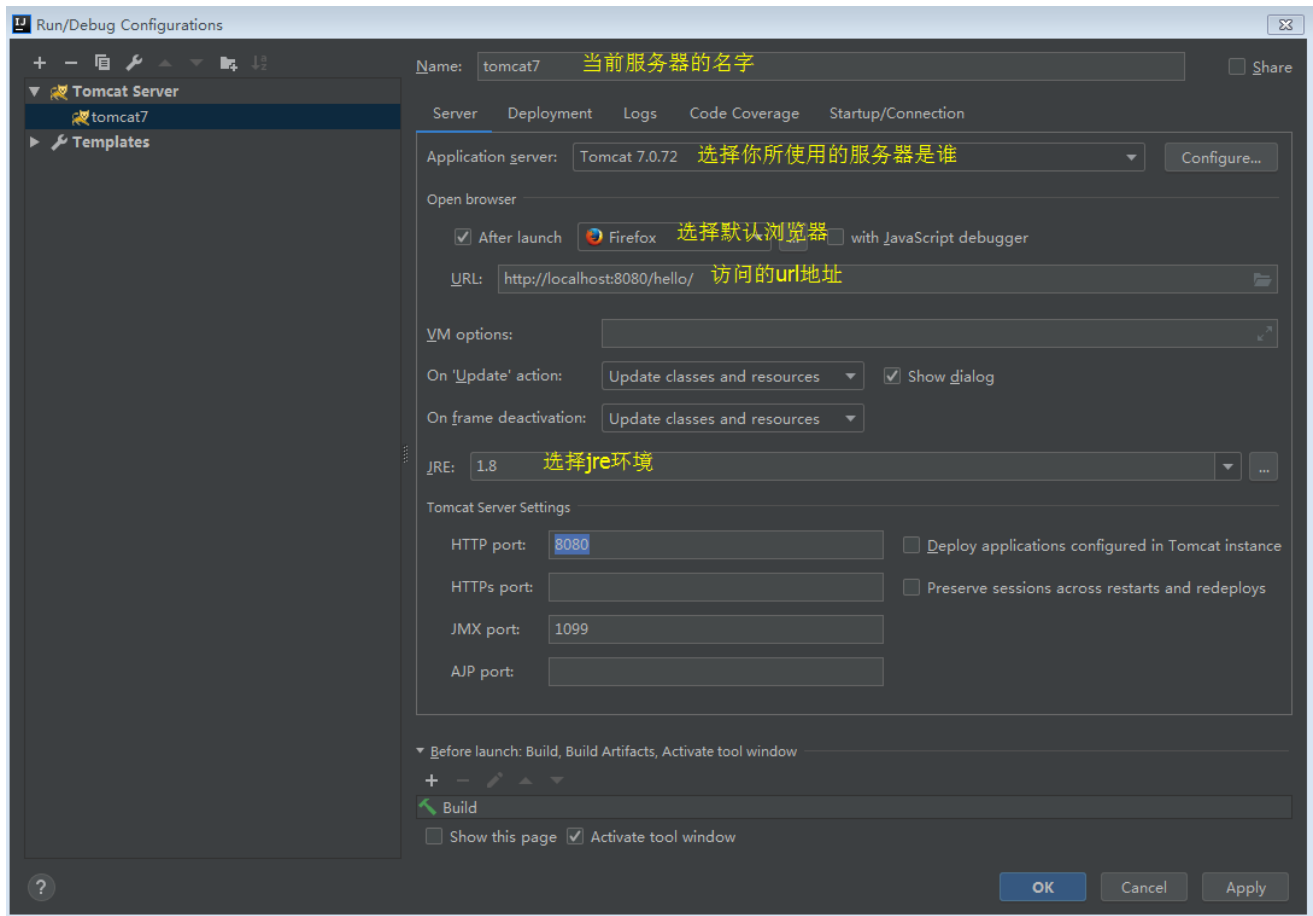 Run/Debug Configurations
Tomcat Server
tomcat7
Templates
Name: tomcat7 当前服务器的名字 Share
Server Deployment Logs Code Coverage Startup/Connection
Application server: Tomcat 7.0.72 选择你所使用的服务器是谁 Configure...
Open browser
After launch Firefox 选择默认浏览器 ... with JavaScript debugger
URL: http://localhost:8080/hello/ 访问的url地址
VM options:
On 'Update' action: Update classes and resources Show dialog
On frame deactivation: Update classes and resources
JRE: 1.8 选择jre环境 ...
Tomcat Server Settings
HTTP port: 8080 Deploy applications configured in Tomcat instance
HTTPs port: Preserve sessions across restarts and redeploys
JMX port: 1099
AJP port:
Before launch: Build, Build Artifacts, Activate tool window
Build
Show this page Activate tool window
? OK Cancel Apply